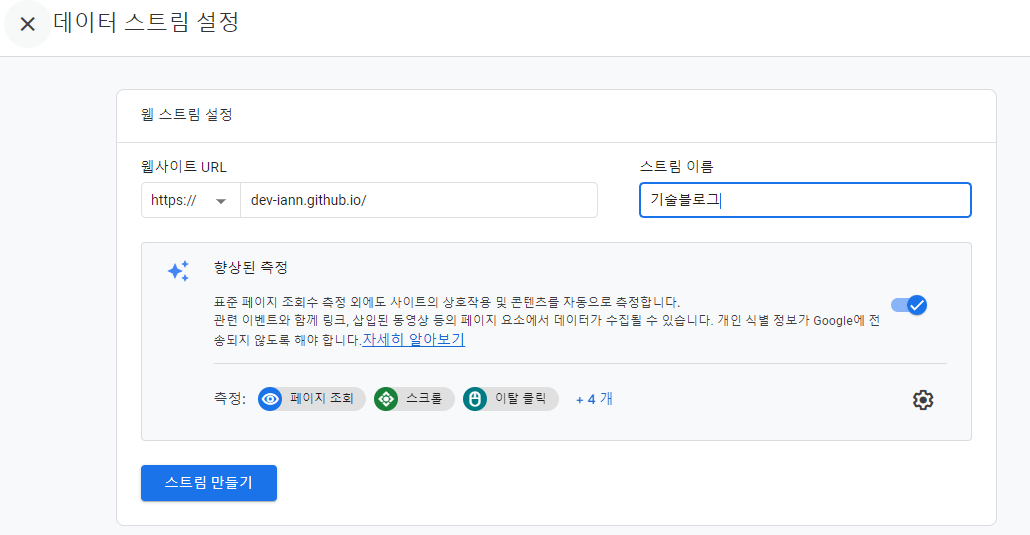 데이터 스트림 설정
웹 스트림 설정
웹사이트 URL
스트림 이름
https://
dev-iann.github.io/
기술블로그
향상된 측정
표준 페이지 조회수 측정 외에도 사이트의 상호작용 및 콘텐츠를 자동으로 측정합니다.
관련 이벤트와 함께 링크, 삽입된 동영상 등의 페이지 요소에서 데이터가 수집될 수 있습니다. 개인 식별 정보가 Google에 전
송되지 않도록 해야 합니다.자세히 알아보기
측정: 페이지 조회 스크롤 이탈 클릭 + 4 개
스트림 만들기